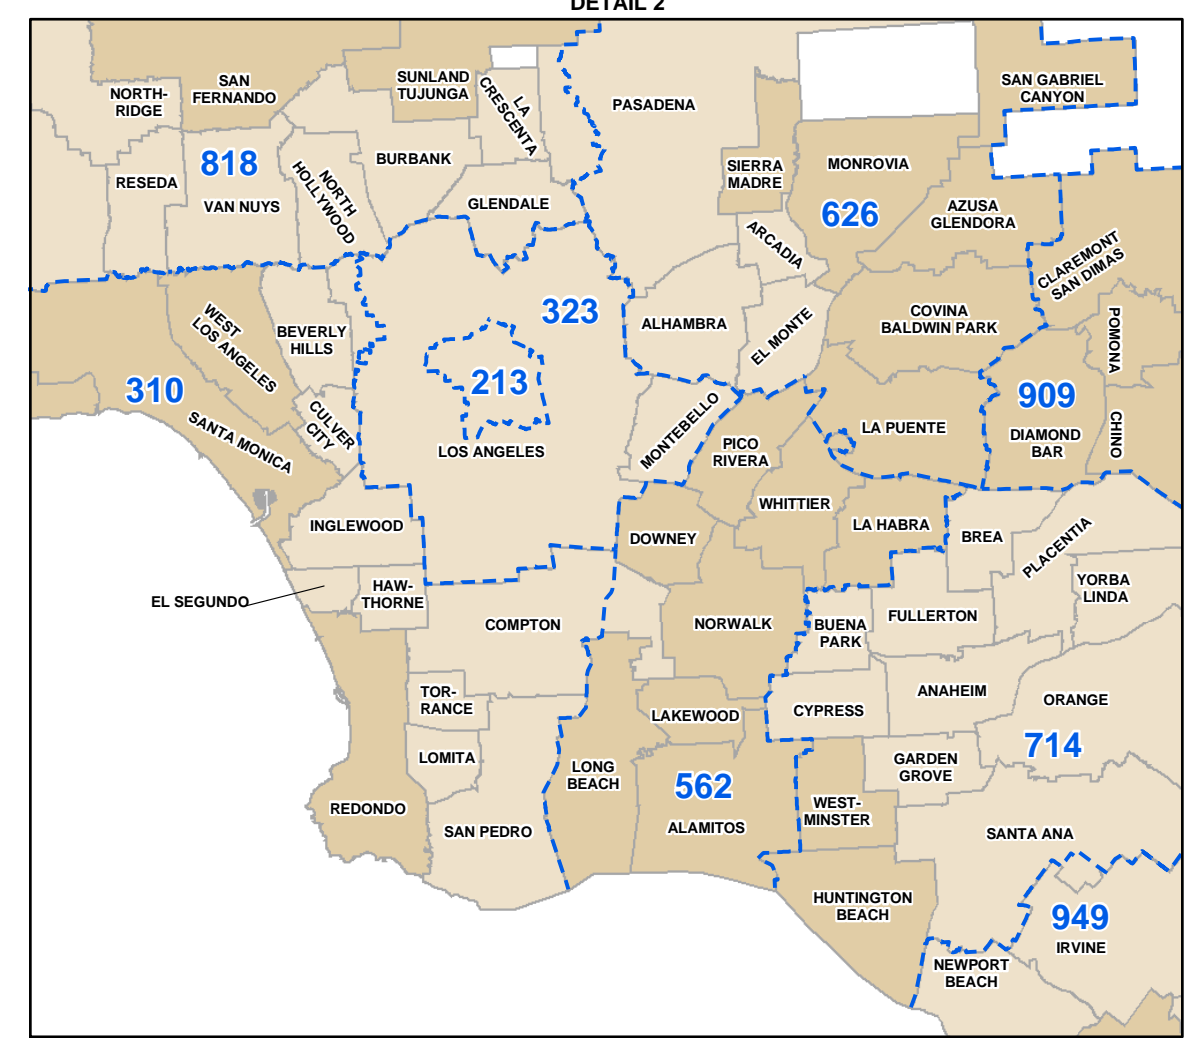 DETAIL 2
NORTH-
RIDGE
SAN
FERNANDO
SUNLAND
TUJUNGA
LA
CRESCENTA
PASADENA
SAN GABRIEL
CANYON
RESEDA
818
VAN NUYS
NORTH
HOLLYWOOD
BURBANK
GLENDALE
SIERRA
MADRE
MONROVIA
626
AZUSA
GLENDORA
ARCADIA
CLAREMONT
SAN DIMAS
WEST
LOS ANGELES
BEVERLY
HILLS
323
ALHAMBRA
EL MONTE
COVINA
BALDWIN PARK
POMONA
310
213
909
SANTA MONICA
CULVER
CITY
LOS ANGELES
MONTEBELLO
PICO
RIVERA
LA PUENTE
DIAMOND
BAR
CHINO
INGLEWOOD
DOWNEY
WHITTIER
LA HABRA
BREA
PLACENTIA
EL SEGUNDO
HAW-
THORNE
COMPTON
NORWALK
BUENA
PARK
FULLERTON
YORBA
LINDA
TOR-
RANCE
LAKEWOOD
CYPRESS
ANAHEIM
ORANGE
714
LOMITA
LONG
BEACH
562
GARDEN
GROVE
REDONDO
SAN PEDRO
ALAMITOS
WEST-
MINSTER
SANTA ANA
HUNTINGTON
BEACH
949
IRVINE
NEWPORT
BEACH